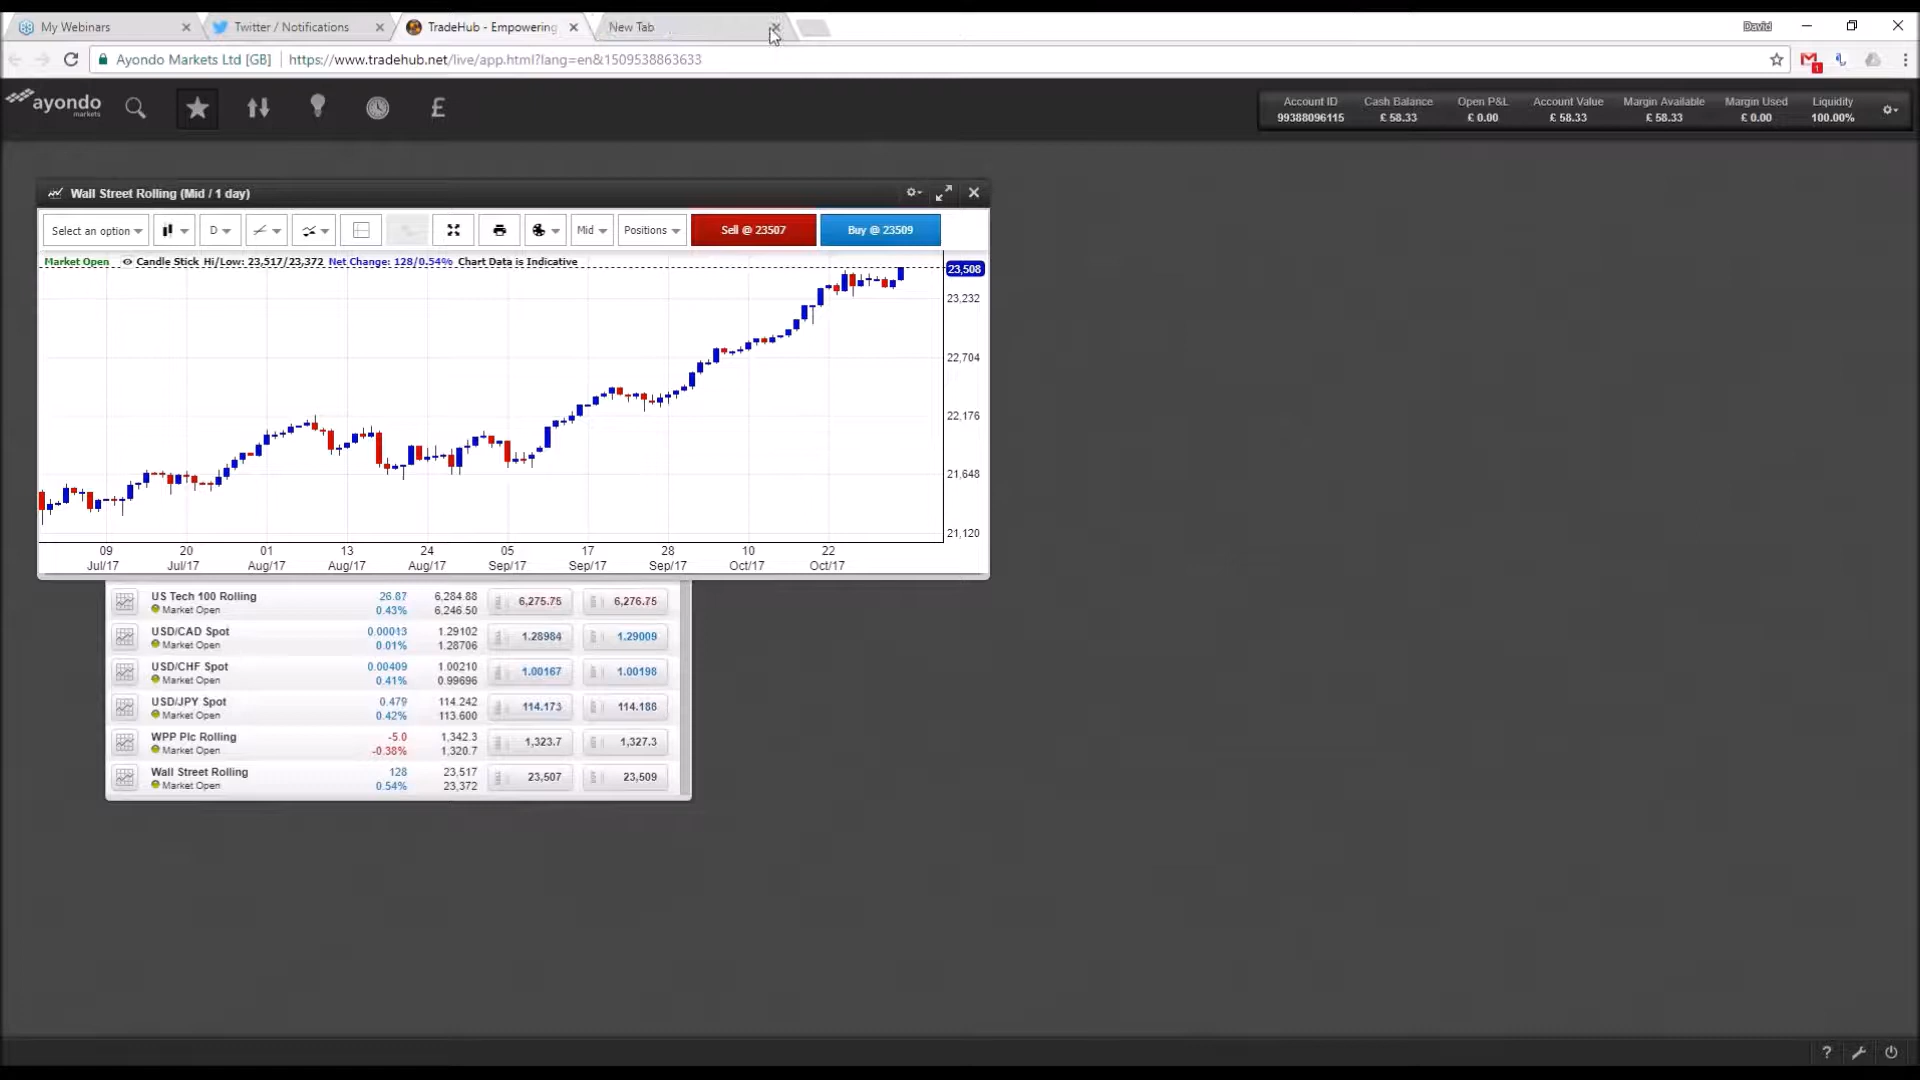 My Webinars
Twitter / Notifications
TradeHub - Empowering
New Tab
David
Ayondo Markets Ltd [GB]
https://www.tradehub.net/live/app.html?lang=en&1509538863633
1
ayondo
markets
£
Account ID Cash Balance Open P&L Account Value Margin Available Margin Used Liquidity
99388096115 £ 58.33 £ 0.00 £ 58.33 £ 58.33 £ 0.00 100.00%
Wall Street Rolling (Mid / 1 day)
Select an option D Mid Positions Sell @ 23507 Buy @ 23509
Market Open Candle Stick Hi/Low: 23,517/23,372 Net Change: 128/0.54% Chart Data is Indicative
23,508
23,232
22,704
22,176
21,648
21,120
09 20 01 13 24 05 17 28 10 22
Jul/17 Jul/17 Aug/17 Aug/17 Aug/17 Sep/17 Sep/17 Sep/17 Oct/17 Oct/17
US Tech 100 Rolling 26.87 6,284.88 6,275.75 6,276.75
Market Open 0.43% 6,246.50
USD/CAD Spot 0.00013 1.29102 1.28984 1.29009
Market Open 0.01% 1.28706
USD/CHF Spot 0.00409 1.00210 1.00167 1.00198
Market Open 0.41% 0.99696
USD/JPY Spot 0.479 114.242 114.173 114.188
Market Open 0.42% 113.600
WPP Plc Rolling -5.0 1,342.3 1,323.7 1,327.3
Market Open -0.38% 1,320.7
Wall Street Rolling 128 23,517 23,507 23,509
Market Open 0.54% 23,372
?